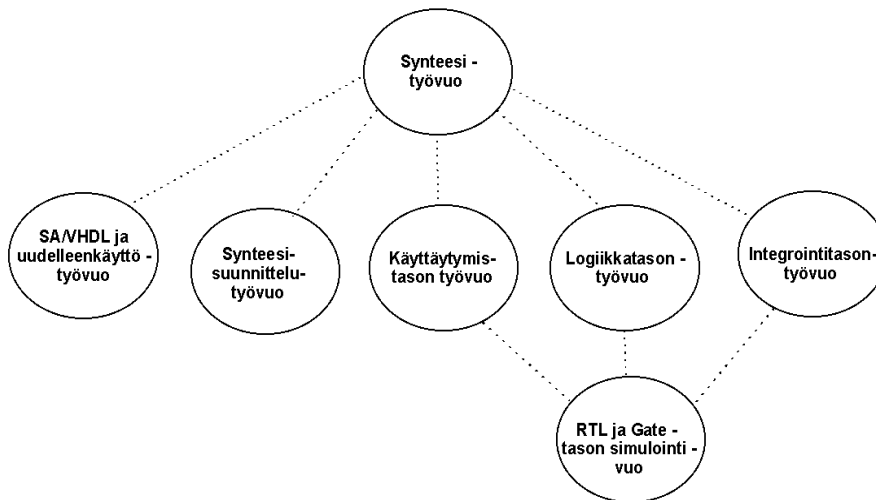 Synteesi -
työvuo
SA/VHDL ja
uudelleenkäyttö -
työvuo
Synteesi-
suunnittelu-
työvuo
Käyttäytymis-
tason työvuo
Logiikkatason -
työvuo
Integrointitason-
työvuo
RTL ja Gate -
tason simulointi -
vuo